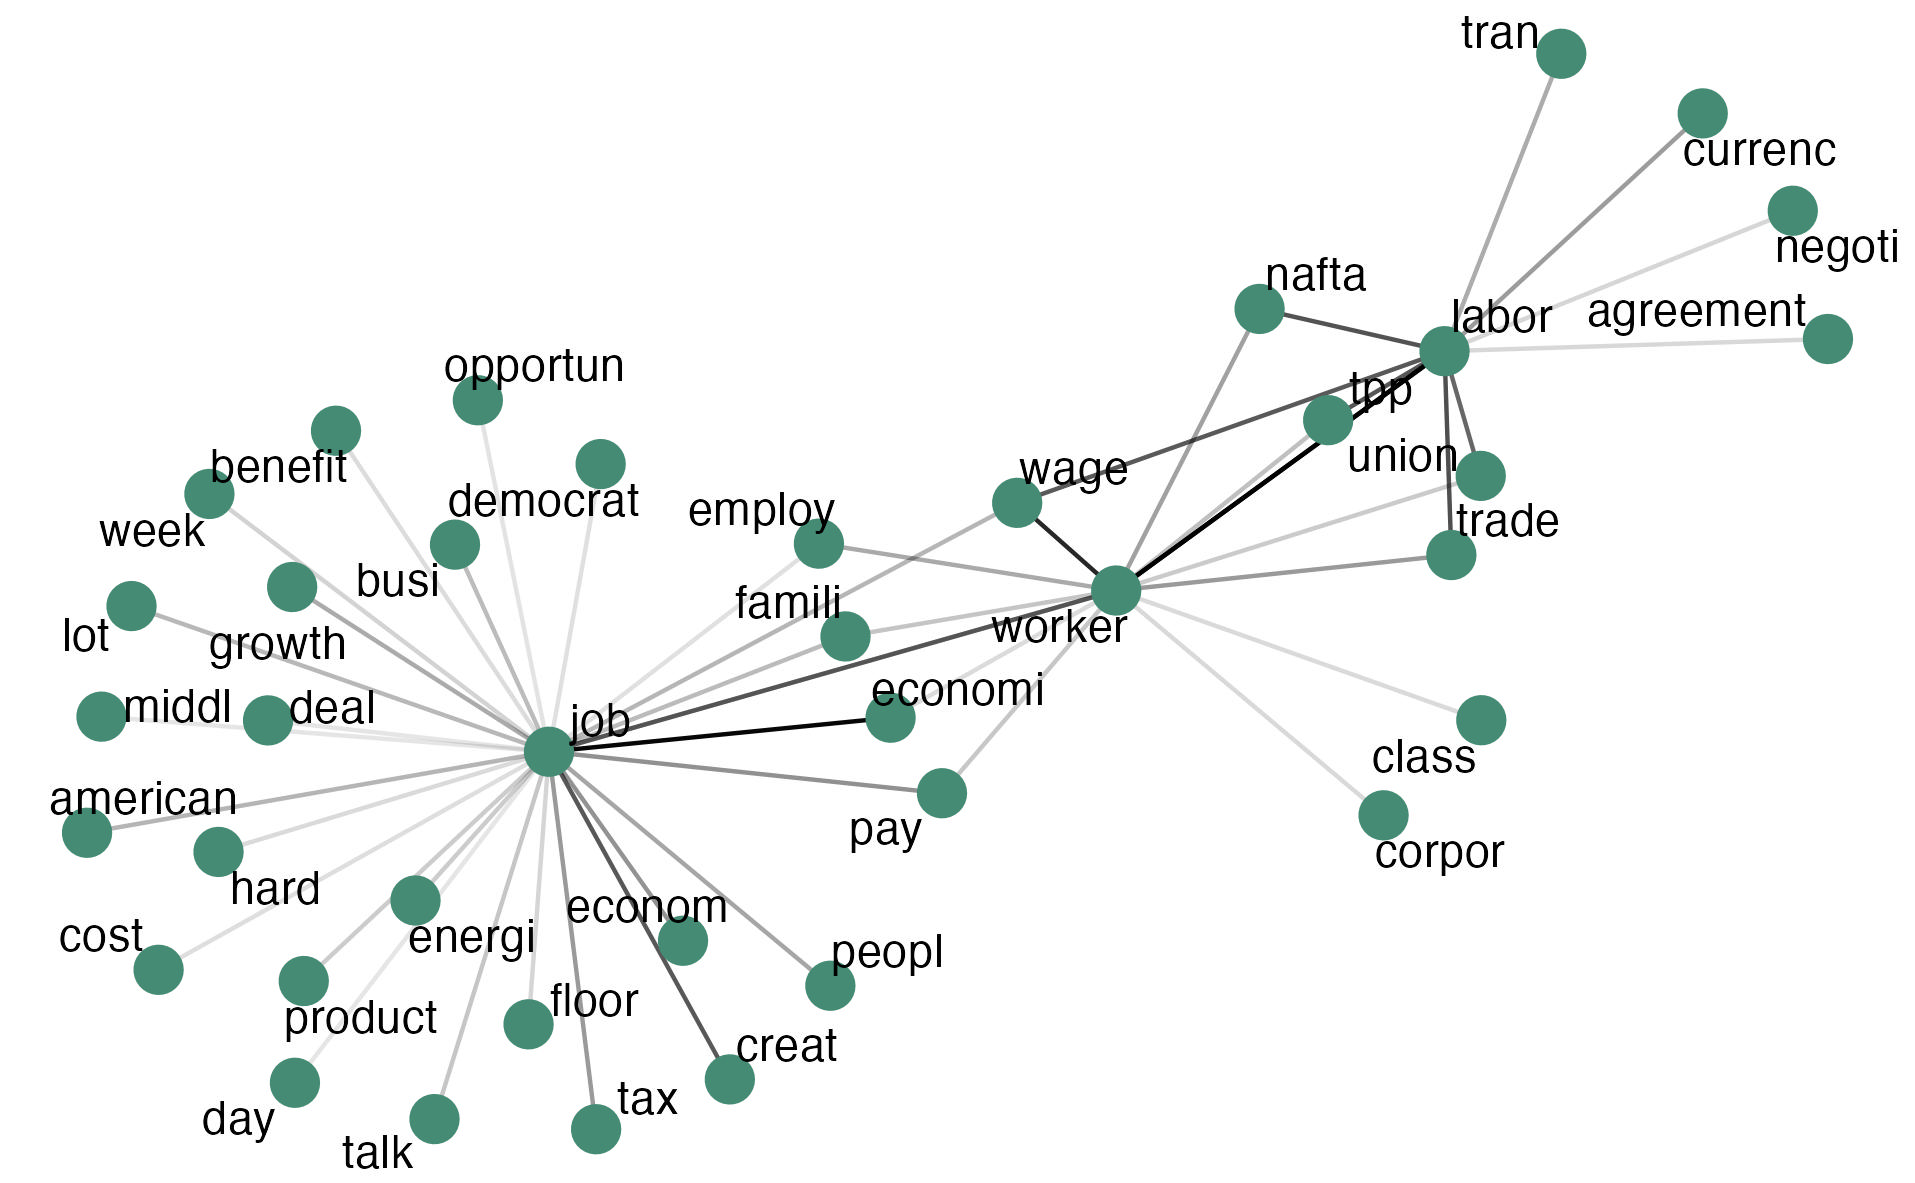 tran
currenc
negoti
nafta
labor
agreement
opportun
tpp
benefit
union
wage
democrat
employ
week
trade
busi
famili
lot
growth
worker
economi
middl
deal
job
american
class
pay
corpor
hard
econom
cost
energi
peopl
floor
product
creat
tax
day
talk